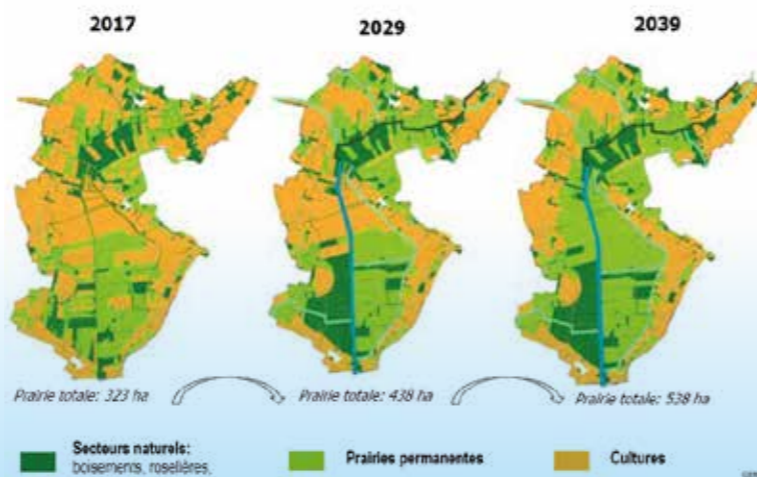 2017 2029 2039
Prairie totale: 323 ha Prairie totale: 438 ha Prairie totale: 538 ha
Secteurs naturels: Prairies permanentes Cultures
boisements, roselières,